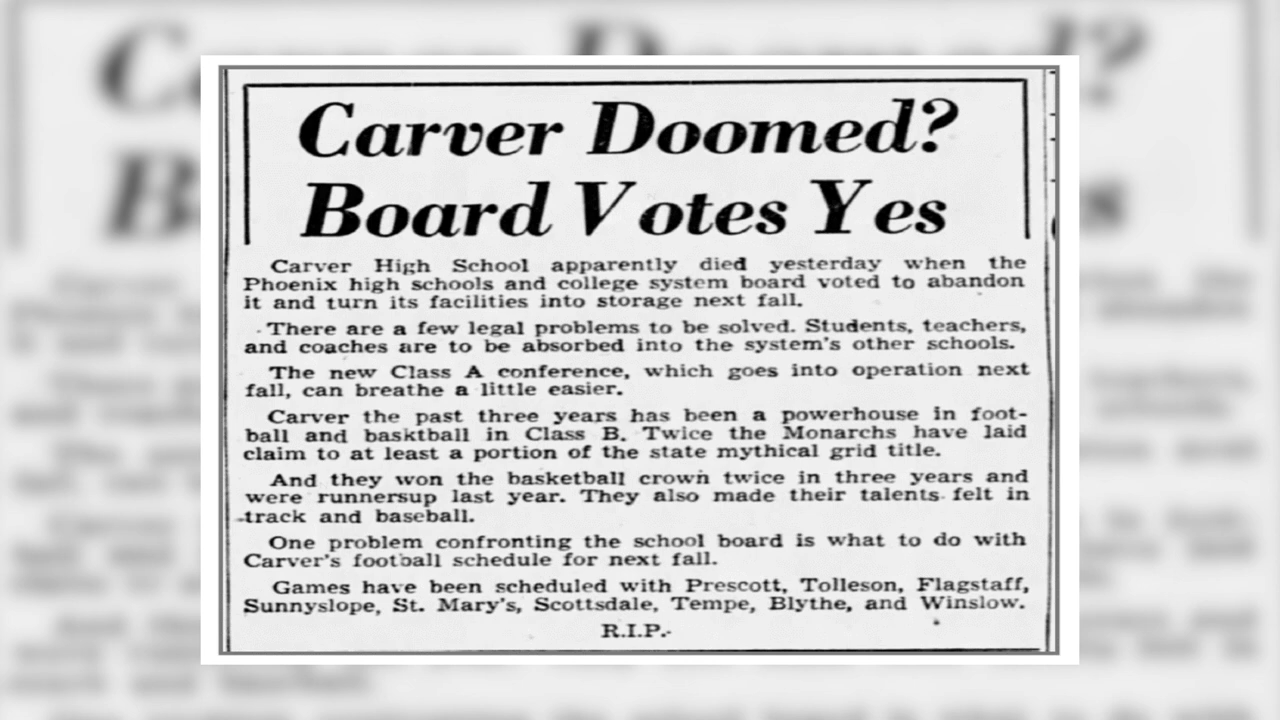 Carver Doomed?
Board Votes Yes
Carver High School apparently died yesterday when the
Phoenix high schools and college system board voted to abandon
it and turn its facilities into storage next fall.
There are a few legal problems to be solved. Students, teachers,
and coaches are to be absorbed into the system's other schools.
The new Class A conference, which goes into operation next
fall, can breathe a little easier.
Carver the past three years has been a powerhouse in foot-
ball and basktball in Class B. Twice the Monarchs have laid
claim to at least a portion of the state mythical grid title.
And they won the basketball crown twice in three years and
were runnersup last year. They also made their talents felt in
track and baseball.
One problem confronting the school board is what to do with
Carver's football schedule for next fall.
Games have been scheduled with Prescott, Tolleson, Flagstaff,
Sunnyslope, St. Mary's, Scottsdale, Tempe, Blythe, and Winslow.
R.I.P.